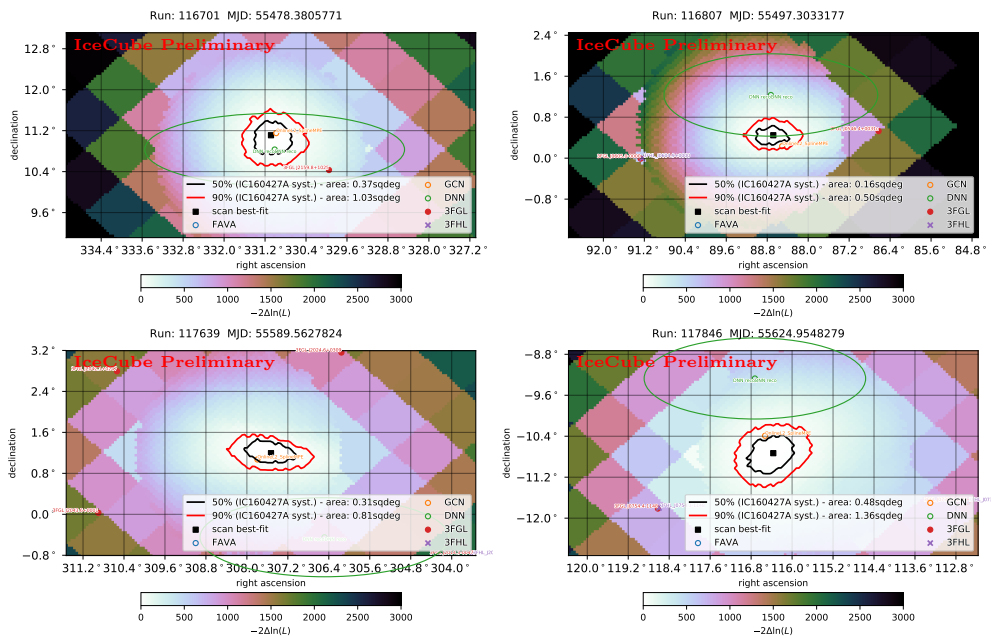 Run: 116701 MJD: 55478.3805771
IceCube Preliminary
declination
12.8°
12.0°
11.2°
10.4°
9.6°
50% (IC160427A syst.) - area: 0.37sqdeg
90% (IC160427A syst.) - area: 1.03sqdeg
scan best-fit
FAVA
GCN
DNN
3FGL
3FHL
334.4° 333.6° 332.8° 332.0° 331.2° 330.4° 329.6° 328.8° 328.0° 327.2°
right ascension
0 500 1000 1500 2000 2500 3000
−2Δln(L)
Run: 116807 MJD: 55497.3033177
IceCube Preliminary
declination
2.4°
1.6°
0.8°
0.0°
−0.8°
50% (IC160427A syst.) - area: 0.16sqdeg
90% (IC160427A syst.) - area: 0.50sqdeg
scan best-fit
FAVA
GCN
DNN
3FGL
3FHL
92.0° 91.2° 90.4° 89.6° 88.8° 88.0° 87.2° 86.4° 85.6° 84.8°
right ascension
0 500 1000 1500 2000 2500 3000
−2Δln(L)
Run: 117639 MJD: 55589.5627824
IceCube Preliminary
declination
3.2°
2.4°
1.6°
0.8°
0.0°
−0.8°
50% (IC160427A syst.) - area: 0.31sqdeg
90% (IC160427A syst.) - area: 0.81sqdeg
scan best-fit
FAVA
GCN
DNN
3FGL
3FHL
311.2° 310.4° 309.6° 308.8° 308.0° 307.2° 306.4° 305.6° 304.8° 304.0°
right ascension
0 500 1000 1500 2000 2500 3000
−2Δln(L)
Run: 117846 MJD: 55624.9548279
IceCube Preliminary
declination
−8.8°
−9.6°
−10.4°
−11.2°
−12.0°
50% (IC160427A syst.) - area: 0.48sqdeg
90% (IC160427A syst.) - area: 1.36sqdeg
scan best-fit
FAVA
GCN
DNN
3FGL
3FHL
120.0° 119.2° 118.4° 117.6° 116.8° 116.0° 115.2° 114.4° 113.6° 112.8°
right ascension
0 500 1000 1500 2000 2500 3000
−2Δln(L)